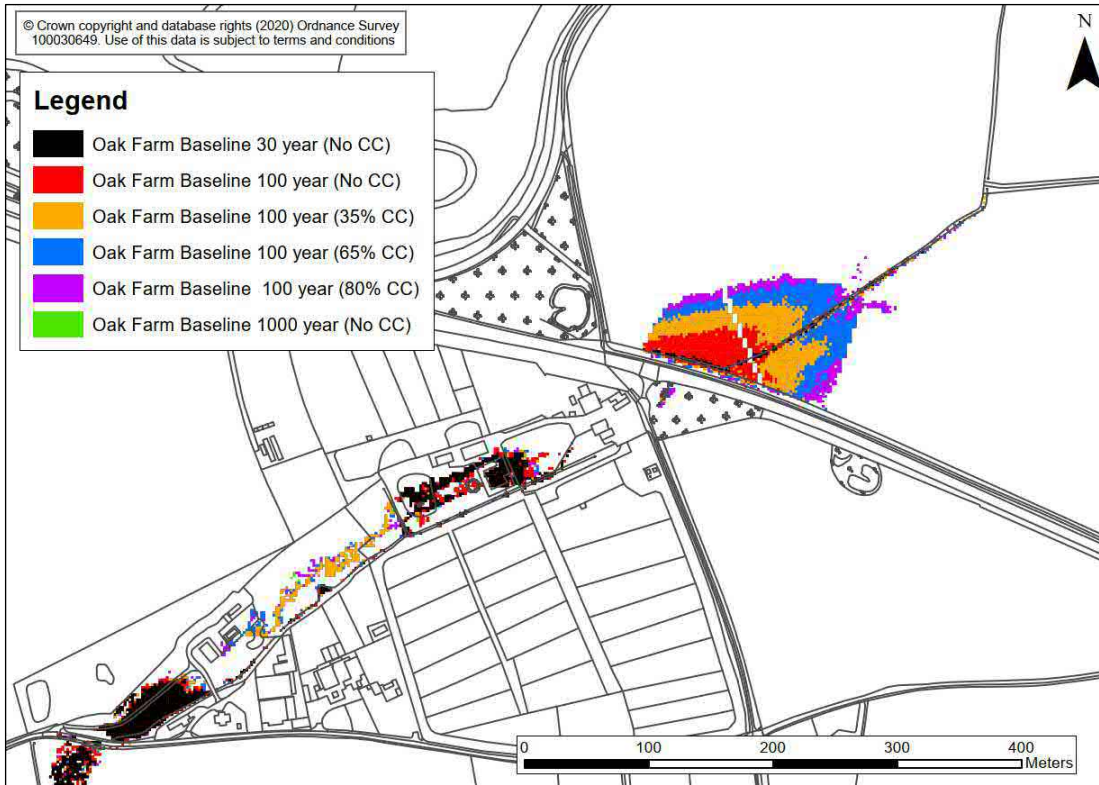 © Crown copyright and database rights (2020) Ordnance Survey
100030649. Use of this data is subject to terms and conditions
N
Legend
Oak Farm Baseline 30 year (No CC)
Oak Farm Baseline 100 year (No CC)
Oak Farm Baseline 100 year (35% CC)
Oak Farm Baseline 100 year (65% CC)
Oak Farm Baseline 100 year (80% CC)
Oak Farm Baseline 1000 year (No CC)
0 100 200 300 400
Meters